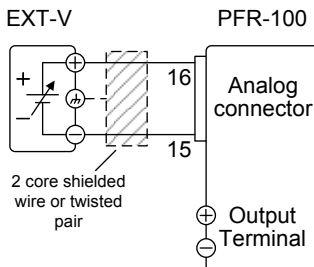 EXT-V
PFR-100
+
−
+
−
16
15
Analog
connector
2 core shielded
wire or twisted
pair
+
Output
Terminal
−